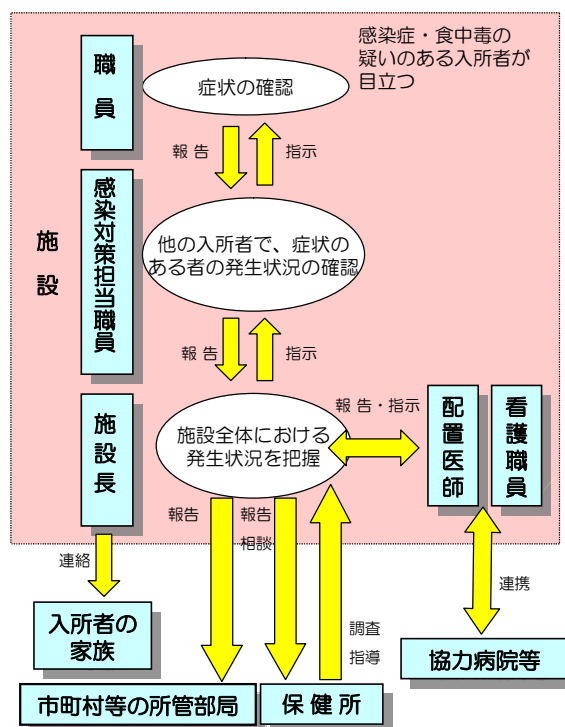 感染症・食中毒の
疑いのある入所者が
目立つ
職員
症状の確認
報 告
指示
施設
感染対策担当職員
他の入所者で、症状の
ある者の発生状況の確認
報 告
指示
施設長
施設全体における
発生状況を把握
報 告・指示
配置医師
看護職員
報告
報告
相談
連絡
調査
指導
連携
入所者の
家族
協力病院等
市町村等の所管部局
保 健 所